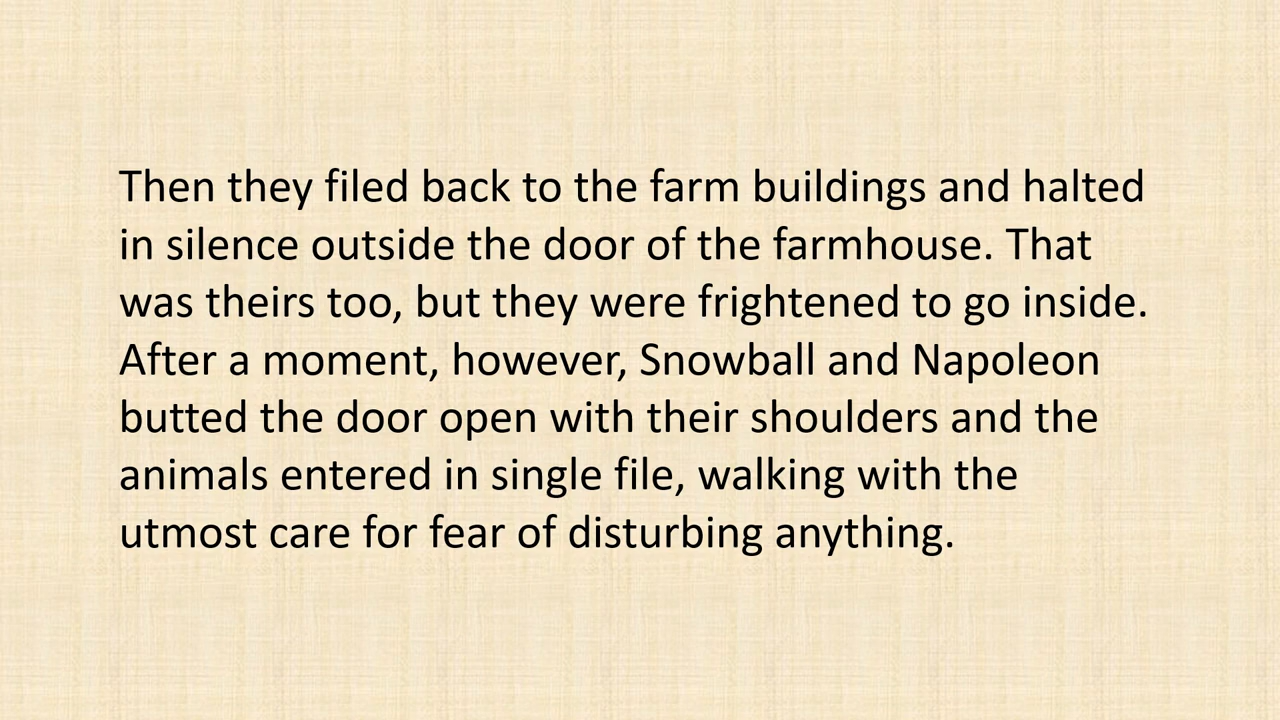 Then they filed back to the farm buildings and halted
in silence outside the door of the farmhouse. That
was theirs too, but they were frightened to go inside.
After a moment, however, Snowball and Napoleon
butted the door open with their shoulders and the
animals entered in single file, walking with the
utmost care for fear of disturbing anything.